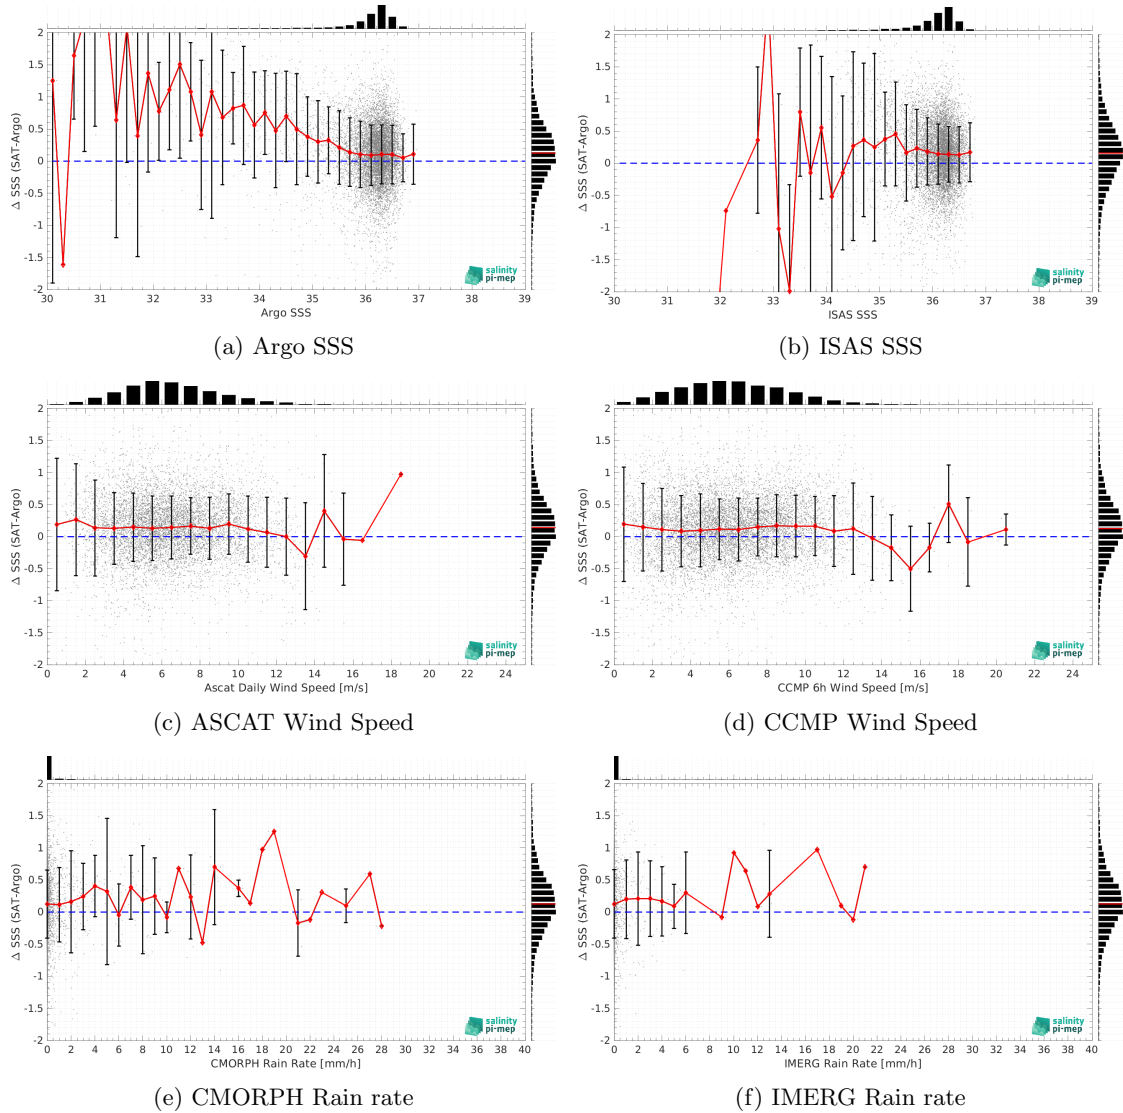 2
1.5
1
0.5
0
-0.5
-1
-1.5
-2
Δ SSS (SAT-Argo)
30 31 32 33 34 35 36 37 38 39
Argo SSS
salinity
pi-mep
(a) Argo SSS
2
1.5
1
0.5
0
-0.5
-1
-1.5
-2
Δ SSS (SAT-Argo)
30 31 32 33 34 35 36 37 38 39
ISAS SSS
salinity
pi-mep
(b) ISAS SSS
2
1.5
1
0.5
0
-0.5
-1
-1.5
-2
Δ SSS (SAT-Argo)
0 2 4 6 8 10 12 14 16 18 20 22 24
Ascat Daily Wind Speed [m/s]
salinity
pi-mep
(c) ASCAT Wind Speed
2
1.5
1
0.5
0
-0.5
-1
-1.5
-2
Δ SSS (SAT-Argo)
0 2 4 6 8 10 12 14 16 18 20 22 24
CCMP 6h Wind Speed [m/s]
salinity
pi-mep
(d) CCMP Wind Speed
2
1.5
1
0.5
0
-0.5
-1
-1.5
-2
Δ SSS (SAT-Argo)
0 2 4 6 8 10 12 14 16 18 20 22 24 26 28 30 32 34 36 38 40
CMORPH Rain Rate [mm/h]
salinity
pi-mep
(e) CMORPH Rain rate
2
1.5
1
0.5
0
-0.5
-1
-1.5
-2
Δ SSS (SAT-Argo)
0 2 4 6 8 10 12 14 16 18 20 22 24 26 28 30 32 34 36 38 40
IMERG Rain Rate [mm/h]
salinity
pi-mep
(f) IMERG Rain rate